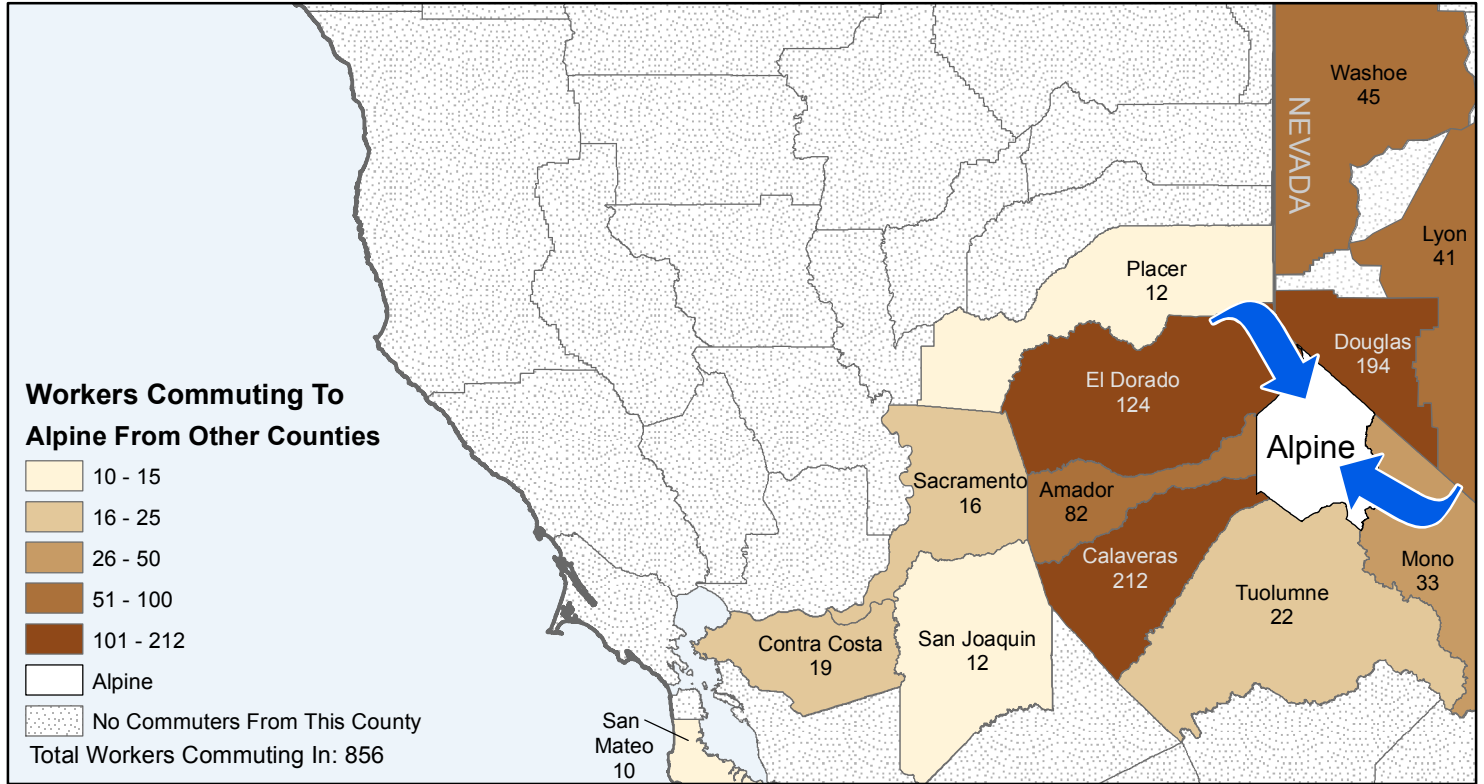 Washoe
45
NEVADA
Lyon
41
Placer
12
Douglas
194
El Dorado
124
Alpine
Sacramento
16
Amador
82
Calaveras
212
Mono
33
Tuolumne
22
Contra Costa
19
San Joaquin
12
San
Mateo
10
Workers Commuting To
Alpine From Other Counties
10 - 15
16 - 25
26 - 50
51 - 100
101 - 212
Alpine
No Commuters From This County
Total Workers Commuting In: 856